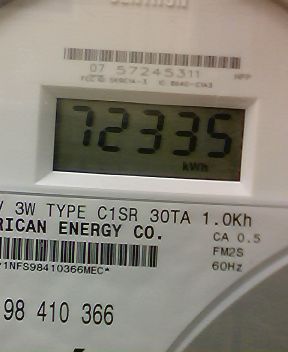 07 57245311
72335
kWh
V 3W TYPE C1SR 30TA 1.0Kh
RICAN ENERGY CO.
CA 0.5
FM2S
60Hz
*1NFS98410366MEC*
98 410 366